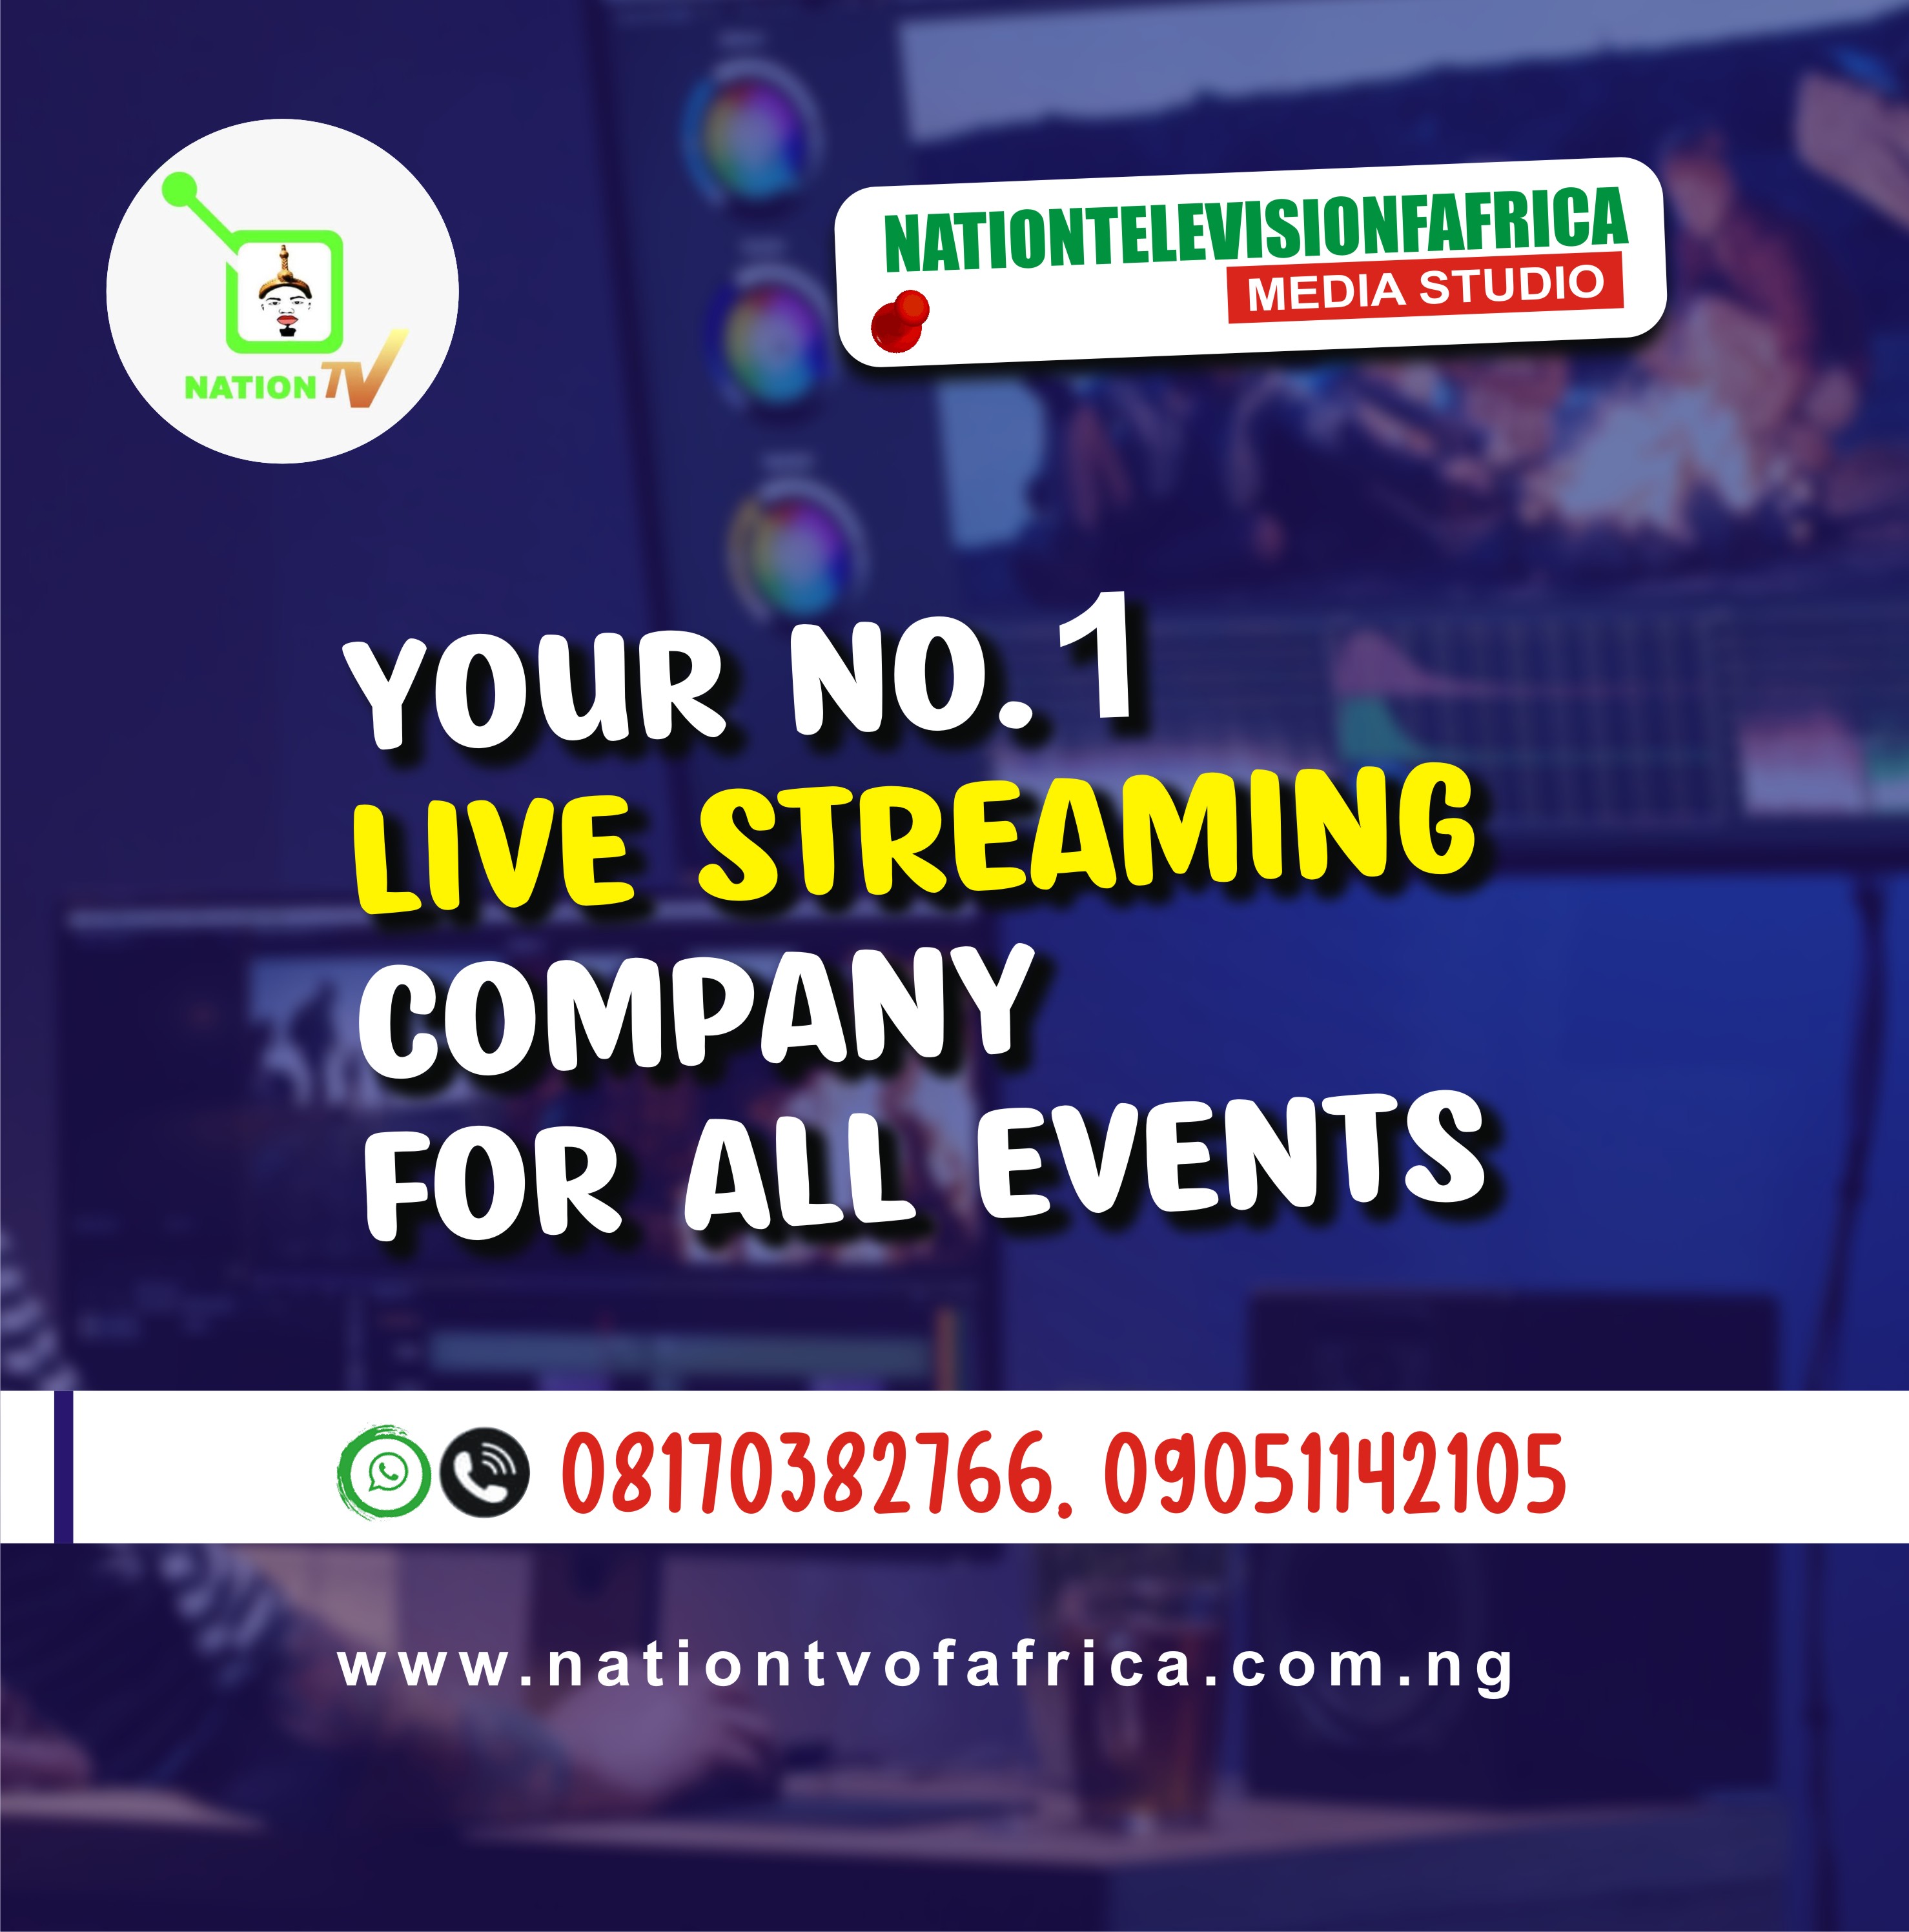 NATION TV
NATIONTELEVISIONFAFRICA
MEDIA STUDIO
YOUR NO. 1
LIVE STREAMING
COMPANY
FOR ALL EVENTS
08170382766. 09051142105
www.nationtvofafrica.com.ng